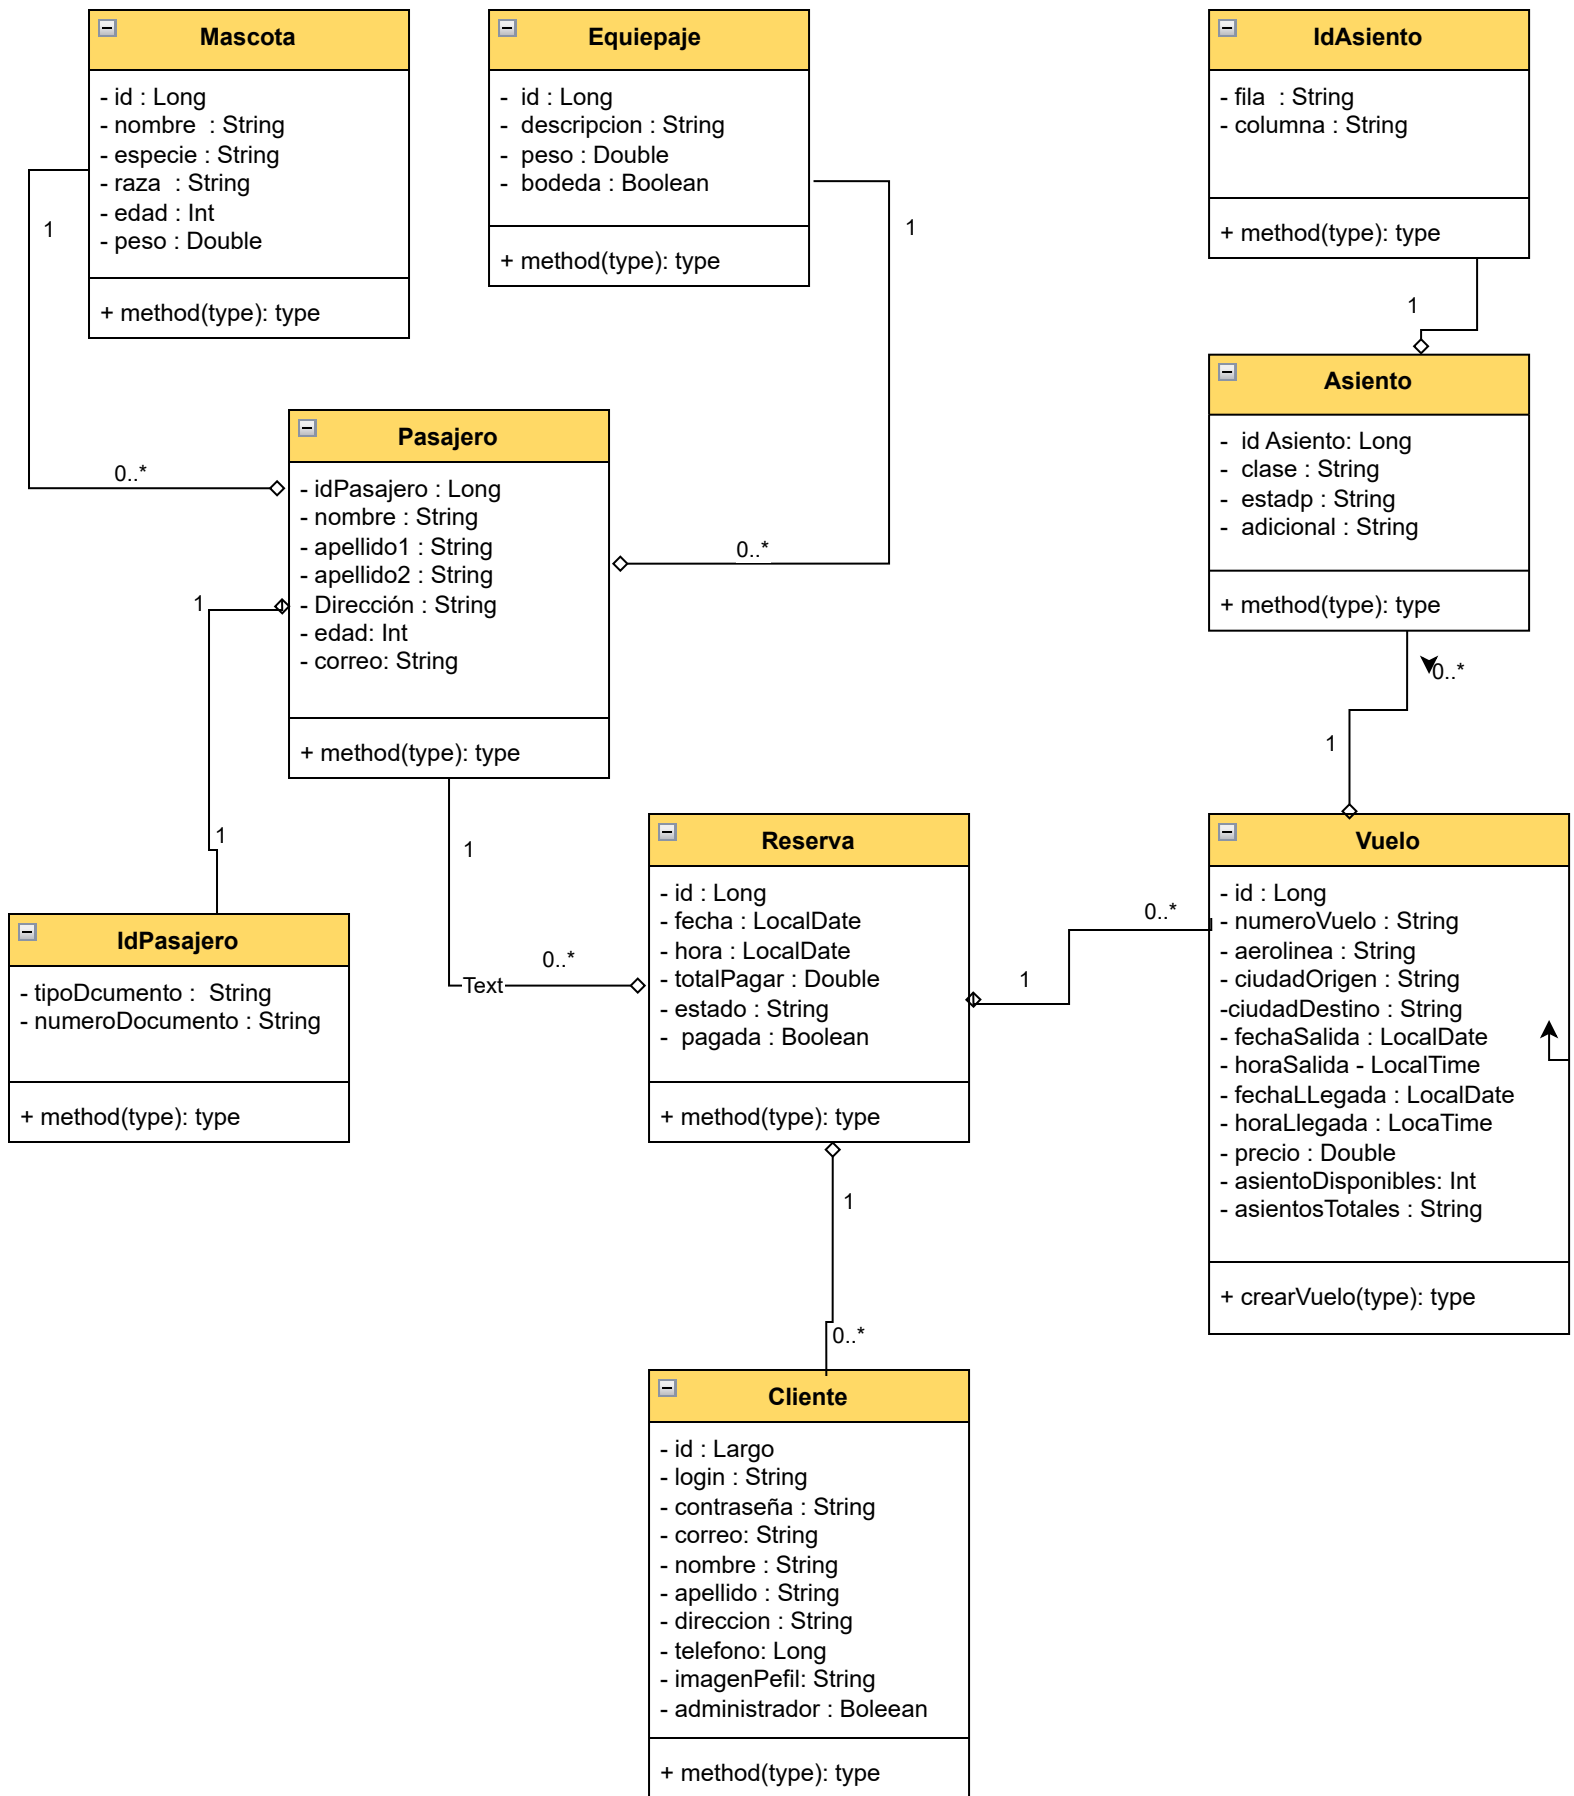 Mascota
- id : Long
- nombre  : String
- especie : String
- raza  : String
- edad : Int
- peso : Double
+ method(type): type
1
0..*
Equiepaje
-  id : Long
-  descripcion : String
-  peso : Double
-  bodeda : Boolean
+ method(type): type
1
0..*
IdAsiento
- fila  : String
- columna : String
+ method(type): type
1
Asiento
-  id Asiento: Long
-  clase : String
-  estadp : String
-  adicional : String
+ method(type): type
0..*
1
Pasajero
- idPasajero : Long
- nombre : String
- apellido1 : String
- apellido2 : String
- Dirección : String
- edad: Int
- correo: String
+ method(type): type
1
1
1
0..*
Text
IdPasajero
- tipoDcumento :  String
- numeroDocumento : String
+ method(type): type
Reserva
- id : Long
- fecha : LocalDate
- hora : LocalDate
- totalPagar : Double
- estado : String
-  pagada : Boolean
+ method(type): type
1
0..*
Vuelo
- id : Long
- numeroVuelo : String
- aerolinea : String
- ciudadOrigen : String
-ciudadDestino : String
- fechaSalida : LocalDate
- horaSalida - LocalTime
- fechaLLegada : LocalDate
- horaLlegada : LocaTime
- precio : Double
- asientoDisponibles: Int
- asientosTotales : String
+ crearVuelo(type): type
1
0..*
Cliente
- id : Largo
- login : String
- contraseña : String
- correo: String
- nombre : String
- apellido : String
- direccion : String
- telefono: Long
- imagenPefil: String
- administrador : Boleean
+ method(type): type